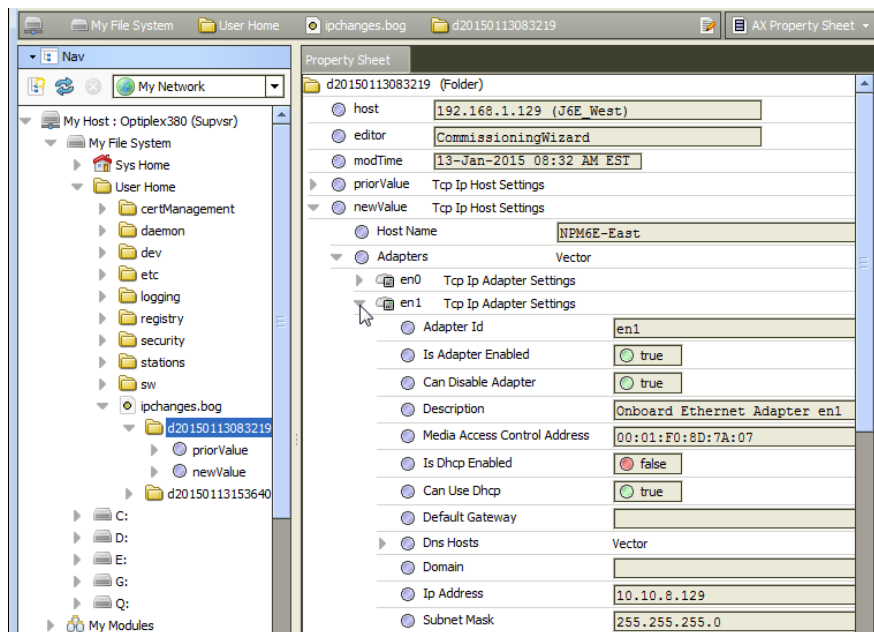 My File System User Home ipchanges.bog d20150113083219 AX Property Sheet
Nav
My Network
My Host : Optiplex380 (Supvsr)
My File System
Sys Home
User Home
certManagement
daemon
dev
etc
logging
registry
security
stations
sw
ipchanges.bog
d20150113083219
priorValue
newValue
d20150113153640
C:
D:
E:
G:
Q:
My Modules
Property Sheet
d20150113083219 (Folder)
host 192.168.1.129 (J6E_West)
editor CommissioningWizard
modTime 13-Jan-2015 08:32 AM EST
priorValue Tcp Ip Host Settings
newValue Tcp Ip Host Settings
Host Name NPM6E-East
Adapters Vector
en0 Tcp Ip Adapter Settings
en1 Tcp Ip Adapter Settings
Adapter Id en1
Is Adapter Enabled true
Can Disable Adapter true
Description Onboard Ethernet Adapter en1
Media Access Control Address 00:01:F0:8D:7A:07
Is Dhcp Enabled false
Can Use Dhcp true
Default Gateway
Dns Hosts Vector
Domain
Ip Address 10.10.8.129
Subnet Mask 255.255.255.0